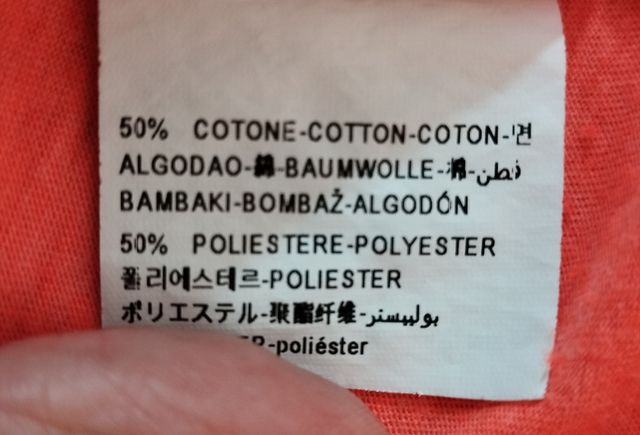 50% COTONE-COTTON-COTON-면
ALGODAO-綿-BAUMWOLLE-棉-قطن
BAMBAKI-BOMBAŽ-ALGODÓN
50% POLIESTERE-POLYESTER
폴리에스테르-POLIESTER
ポリエステル-聚酯纤维-بوليستر
ER-poliéster